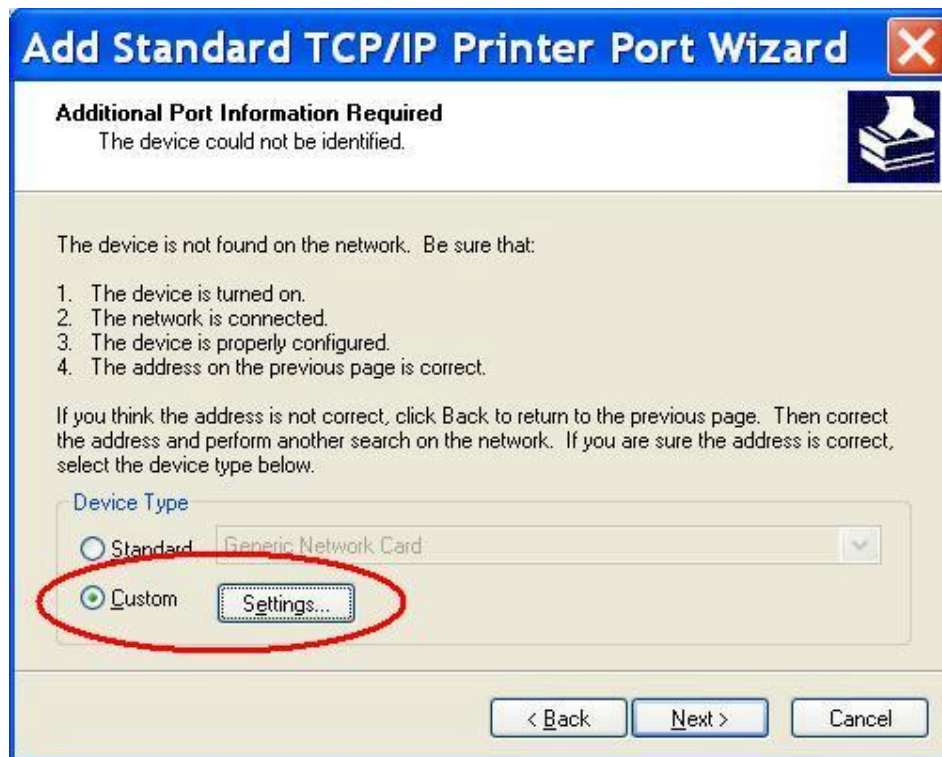 Add Standard TCP/IP Printer Port Wizard
Additional Port Information Required
The device could not be identified.
The device is not found on the network.  Be sure that:
1.  The device is turned on.
2.  The network is connected.
3.  The device is properly configured.
4.  The address on the previous page is correct.
If you think the address is not correct, click Back to return to the previous page.  Then correct
the address and perform another search on the network.  If you are sure the address is correct,
select the device type below.
Device Type
Standard Generic Network Card
Custom Settings...
< Back Next > Cancel